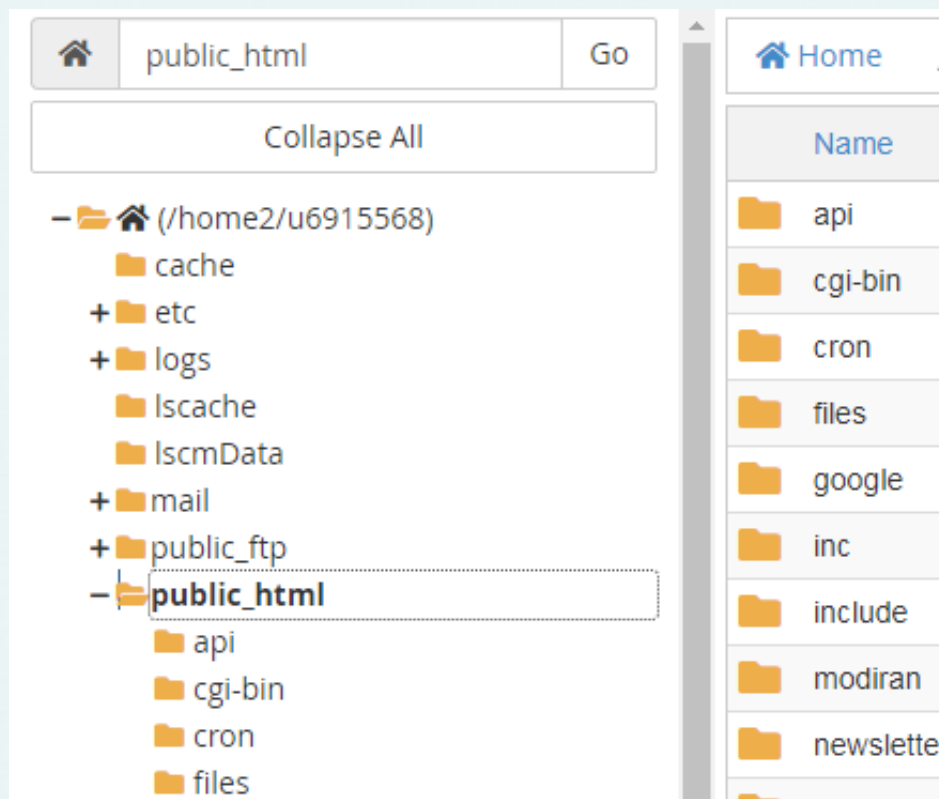 public_html
Go
Collapse All
(/home2/u6915568)
cache
etc
logs
lscache
lscmData
mail
public_ftp
public_html
api
cgi-bin
cron
files
Home
Name
api
cgi-bin
cron
files
google
inc
include
modiran
newslette